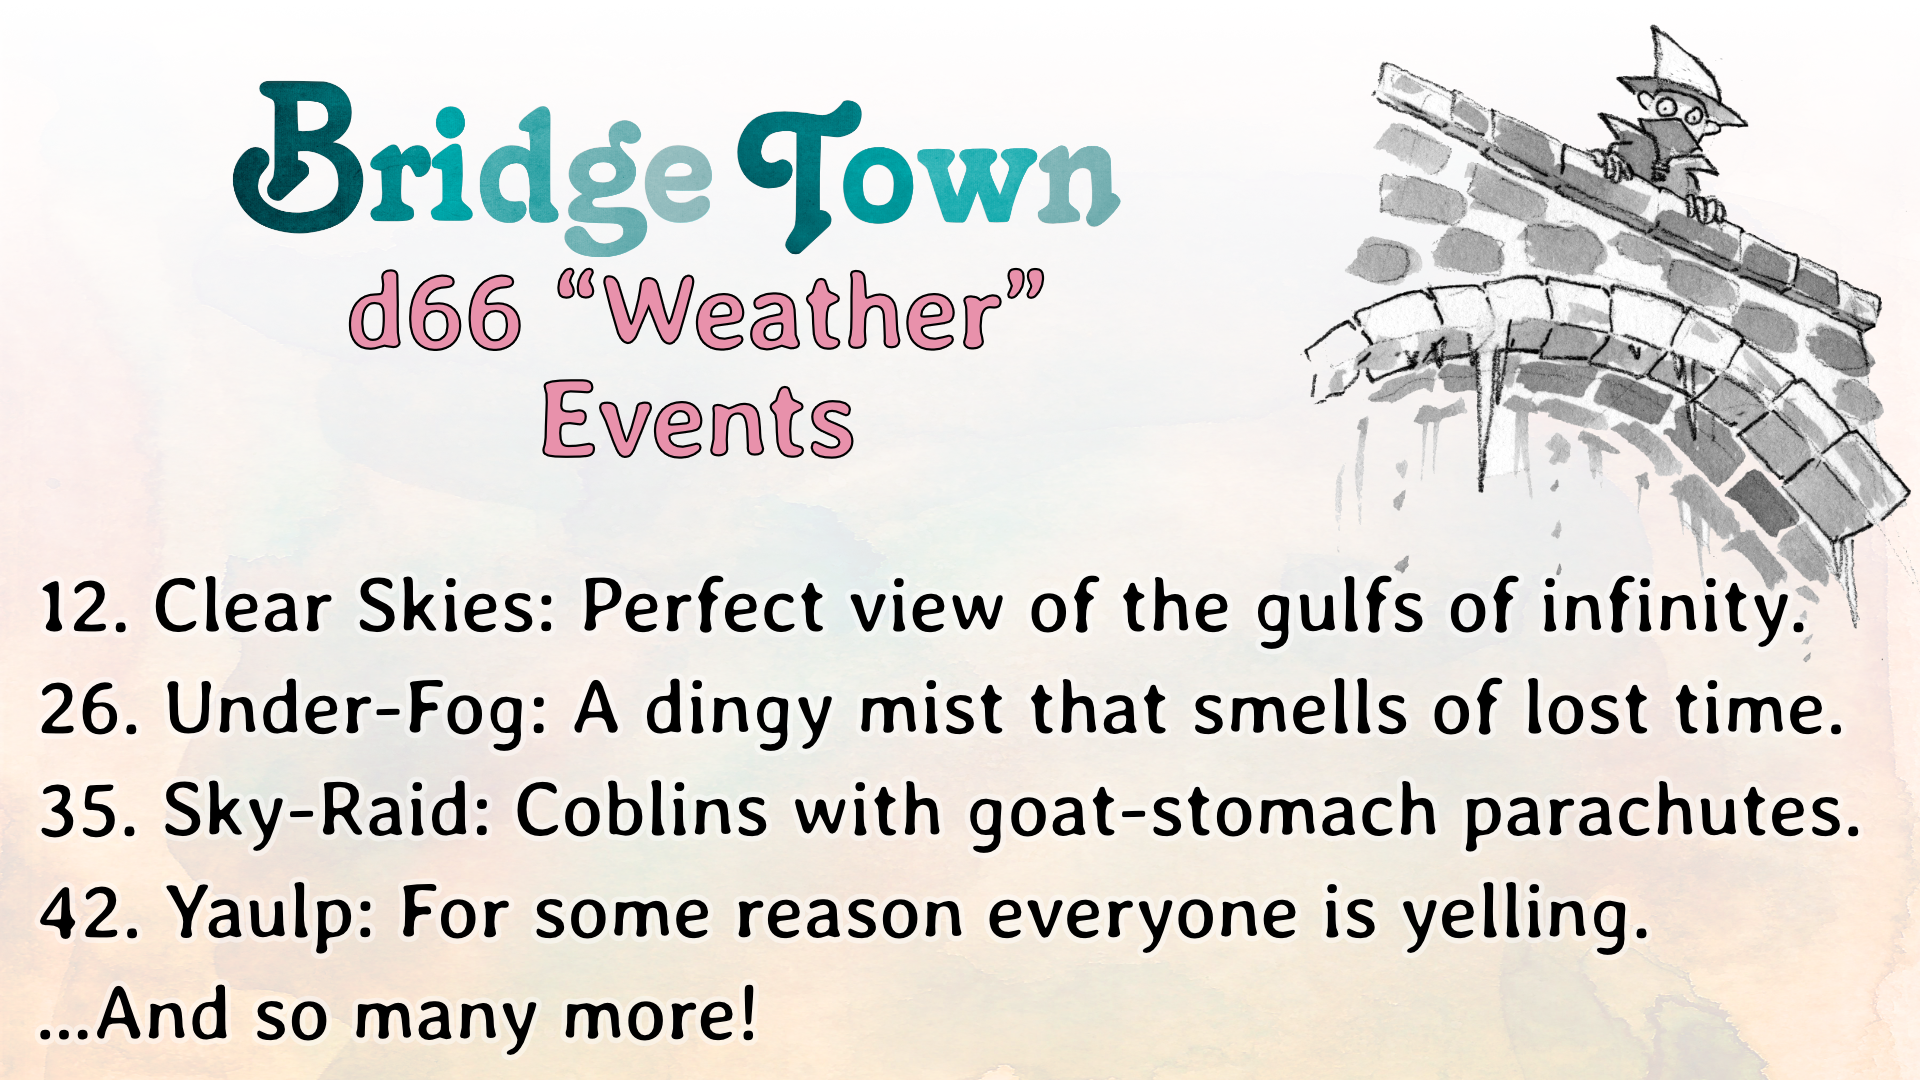 Bridge Town
d66 “Weather”
Events
12. Clear Skies: Perfect view of the gulfs of infinity.
26. Under-Fog: A dingy mist that smells of lost time.
35. Sky-Raid: Coblins with goat-stomach parachutes.
42. Yaulp: For some reason everyone is yelling.
...And so many more!